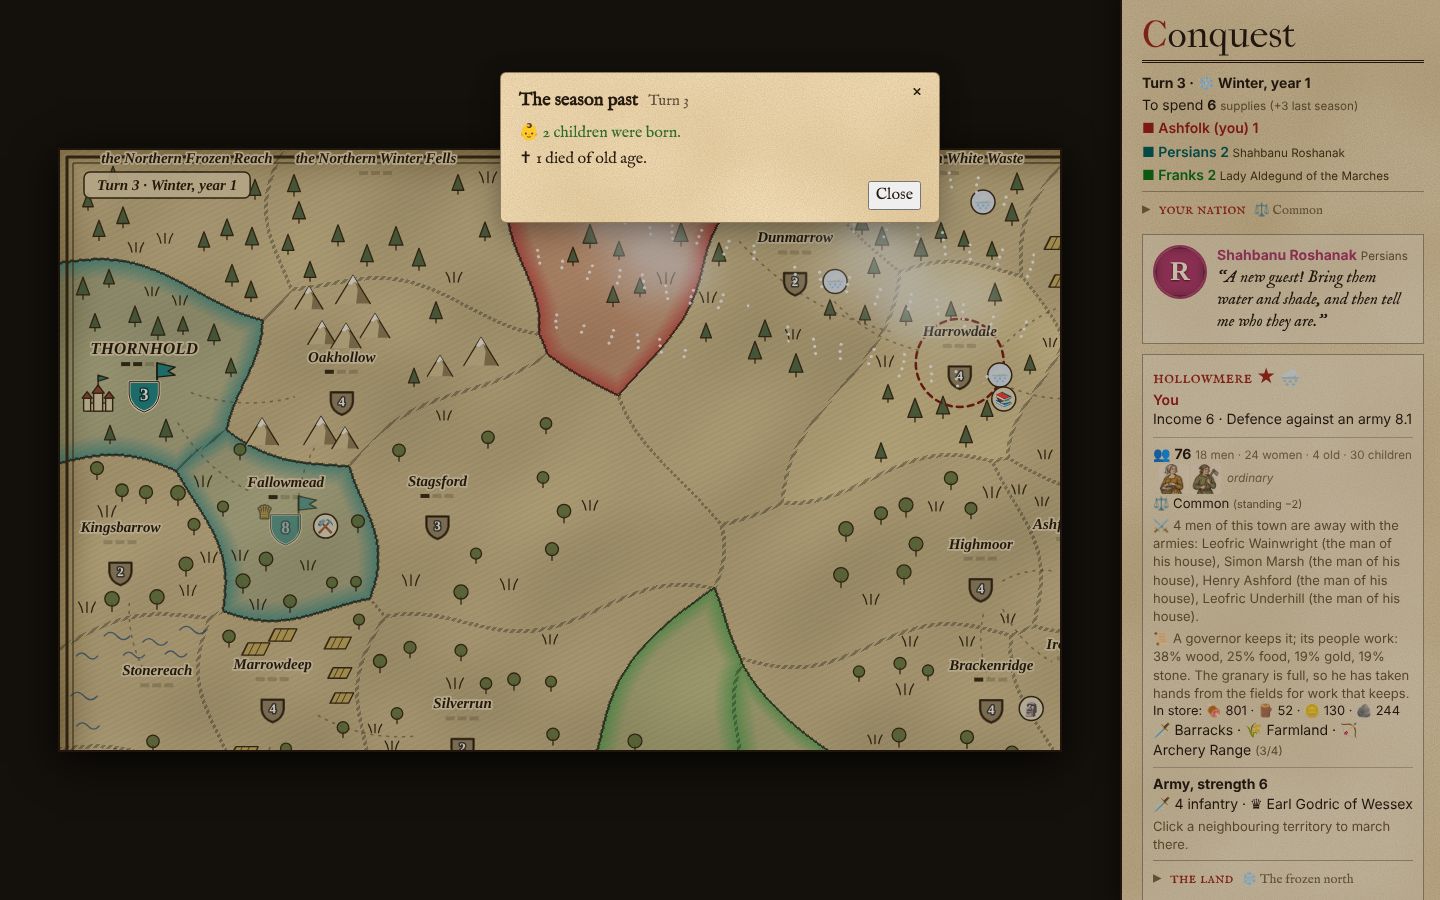 The season past Turn 3
×
👶 2 children were born.
✝ 1 died of old age.
Close
the Northern Frozen Reach
the Northern Winter Fells
White Waste
Turn 3 · Winter, year 1
Dunmarrow
2
THORNHOLD
3
Oakhollow
4
Harrowdale
4
Fallowmead
8
Stagsford
3
Kingsbarrow
2
Highmoor
4
Stonereach
Marrowdeep
4
Silverrun
2
Brackenridge
4
Conquest
Turn 3 · ❄️ Winter, year 1
To spend 6 supplies (+3 last season)
Ashfolk (you) 1
Persians 2 Shahbanu Roshanak
Franks 2 Lady Aldegund of the Marches
▶ YOUR NATION ⚖️ Common
R
Shahbanu Roshanak Persians
“A new guest! Bring them
water and shade, and then tell
me who they are.”
HOLLOWMERE ★ 🌨️
You
Income 6 · Defence against an army 8.1
👥 76 18 men · 24 women · 4 old · 30 children
ordinary
⚖️ Common (standing −2)
⚔️ 4 men of this town are away with the
armies: Leofric Wainwright (the man of
his house), Simon Marsh (the man of his
house), Henry Ashford (the man of his
house), Leofric Underhill (the man of his
house).
📜 A governor keeps it; its people work:
38% wood, 25% food, 19% gold, 19%
stone. The granary is full, so he has taken
hands from the fields for work that keeps.
In store: 🍖 801 · 🪵 52 · 🪙 130 · 🪨 244
🗡️ Barracks · 🌾 Farmland · 🏹
Archery Range (3/4)
Army, strength 6
🗡️ 4 infantry · ♛ Earl Godric of Wessex
Click a neighbouring territory to march
there.
▶ THE LAND ❄️ The frozen north